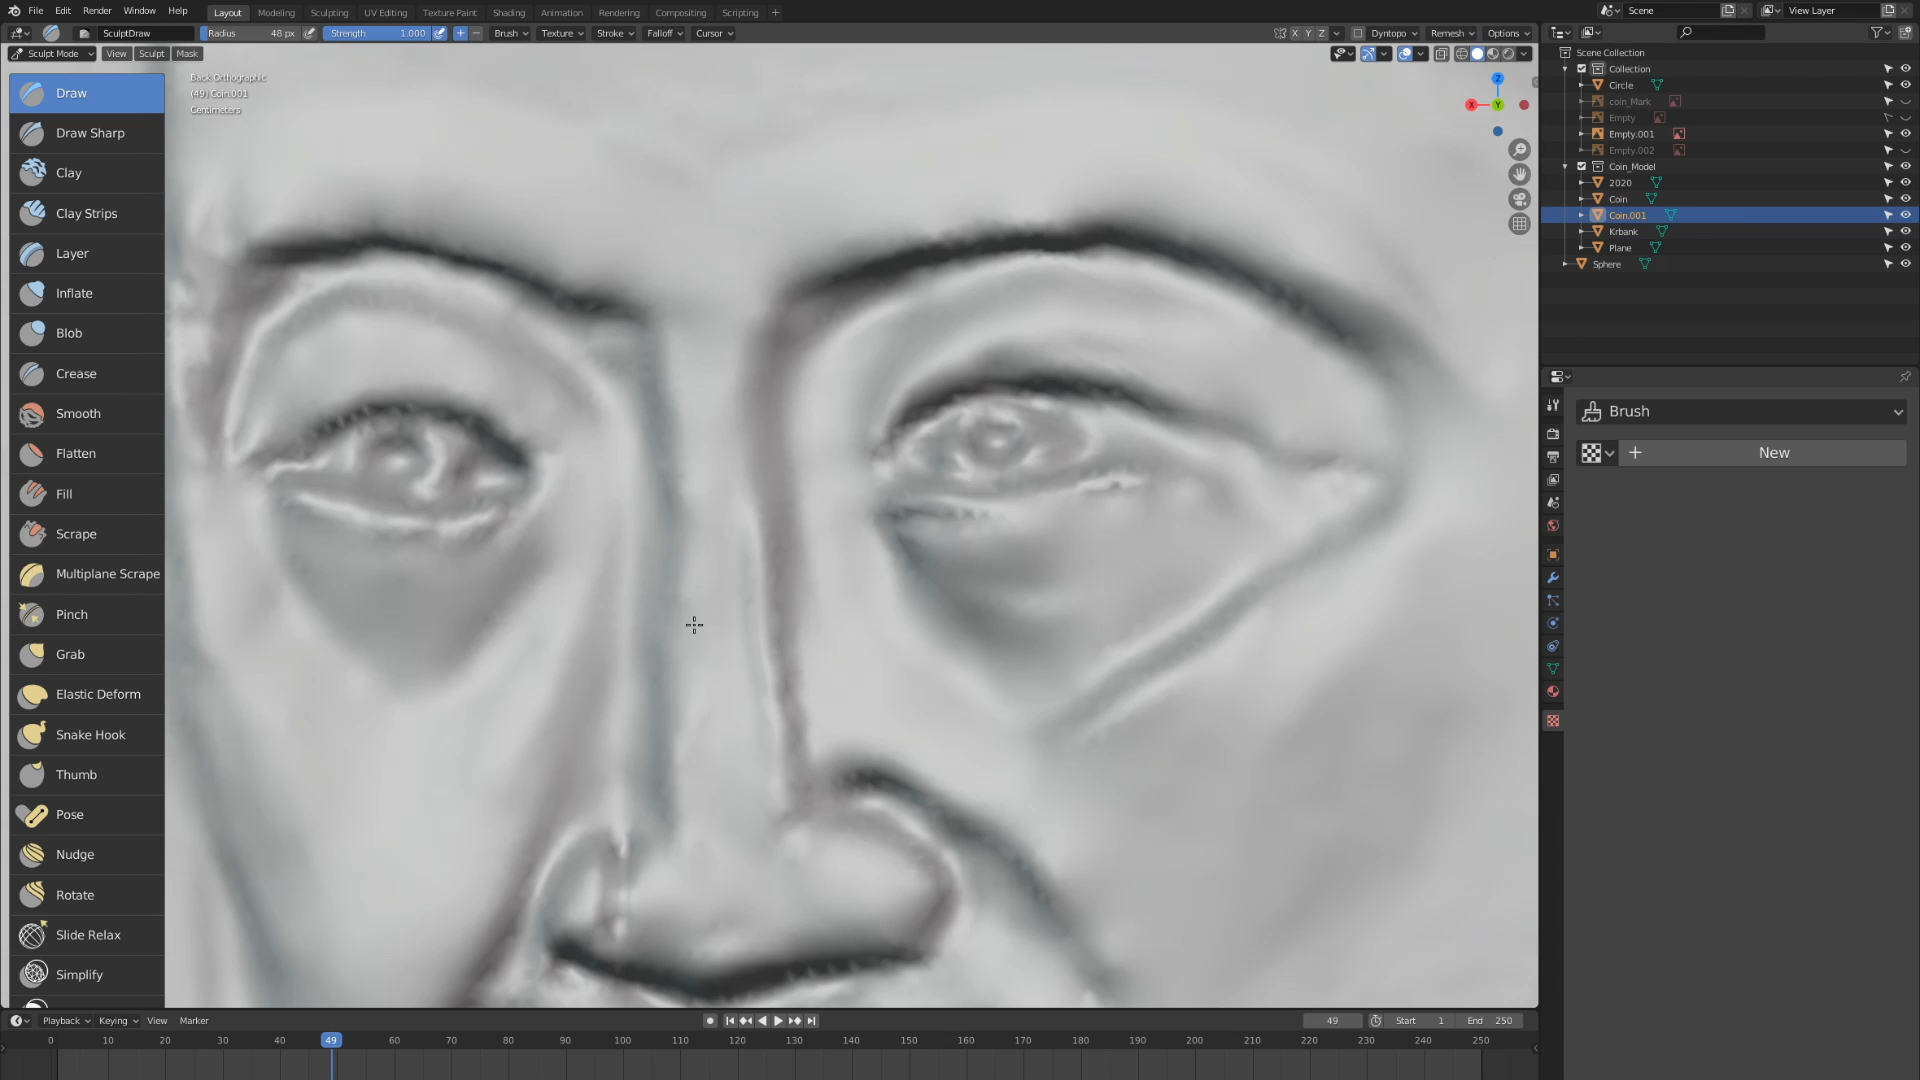 File Edit Render Window Help Layout Modeling Sculpting UV Editing Texture Paint Shading Animation Rendering Compositing Scripting + Scene View Layer
SculptDraw Radius 48 px Strength 1.000 Brush Texture Stroke Falloff Cursor X Y Z Dyntopo Remesh Options
Sculpt Mode View Sculpt Mask
Back Orthographic
(49) Coin.001
Centimeters
Z
X
Y
Draw
Draw Sharp
Clay
Clay Strips
Layer
Inflate
Blob
Crease
Smooth
Flatten
Fill
Scrape
Multiplane Scrape
Pinch
Grab
Elastic Deform
Snake Hook
Thumb
Pose
Nudge
Rotate
Slide Relax
Simplify
Scene Collection
Collection
Circle
coin_Mark
Empty
Empty.001
Empty.002
Coin_Model
2020
Coin
Coin.001
Krbank
Plane
Sphere
Brush
New
Playback Keying View Marker 49 Start 1 End 250
0 10 20 30 40 49 60 70 80 90 100 110 120 130 140 150 160 170 180 190 200 210 220 230 240 250